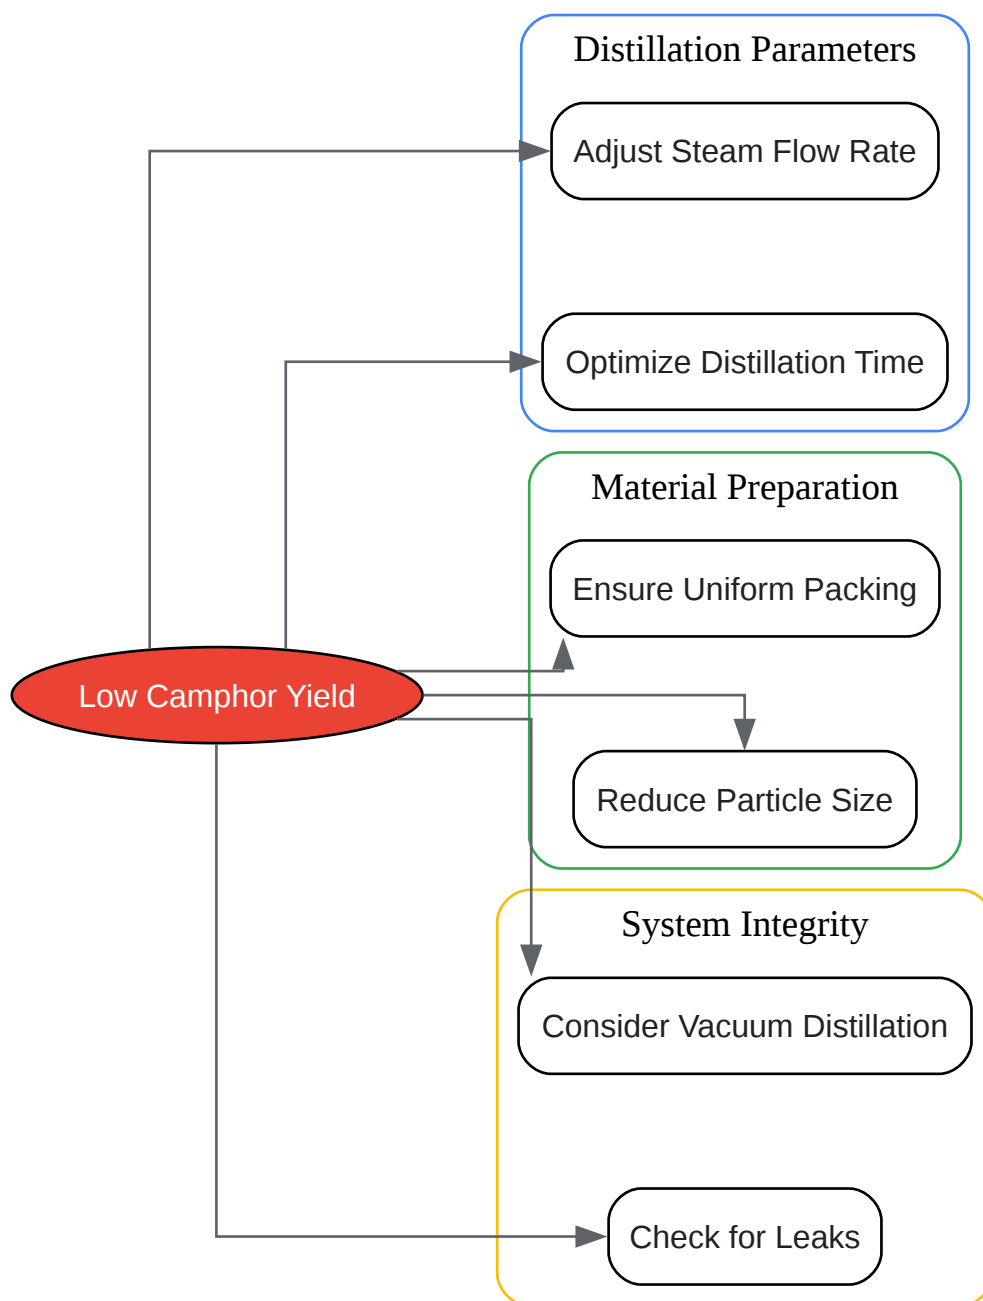 Distillation Parameters
Adjust Steam Flow Rate
Optimize Distillation Time
Material Preparation
Ensure Uniform Packing
Low Camphor Yield
Reduce Particle Size
System Integrity
Consider Vacuum Distillation
Check for Leaks